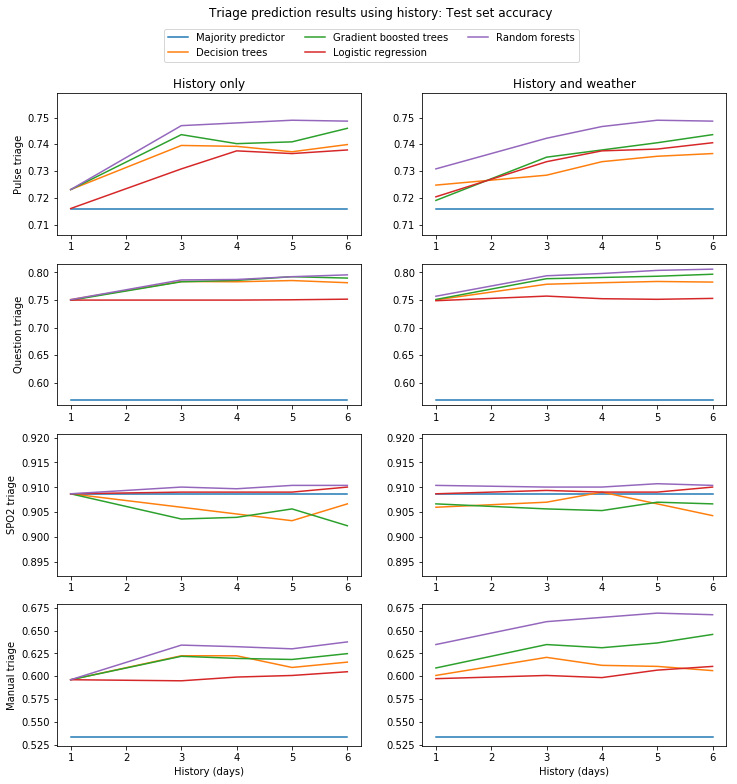 Triage prediction results using history: Test set accuracy
Majority predictor Gradient boosted trees Random forests
Decision trees Logistic regression
History only History and weather
Pulse triage
0.75 0.75
0.74 0.74
0.73 0.73
0.72 0.72
0.71 0.71
1 2 3 4 5 6 1 2 3 4 5 6
Question triage
0.80 0.80
0.75 0.75
0.70 0.70
0.65 0.65
0.60 0.60
1 2 3 4 5 6 1 2 3 4 5 6
SPO2 triage
0.920 0.920
0.915 0.915
0.910 0.910
0.905 0.905
0.900 0.900
0.895 0.895
1 2 3 4 5 6 1 2 3 4 5 6
Manual triage
0.675 0.675
0.650 0.650
0.625 0.625
0.600 0.600
0.575 0.575
0.550 0.550
0.525 0.525
1 2 3 4 5 6 1 2 3 4 5 6
History (days) History (days)